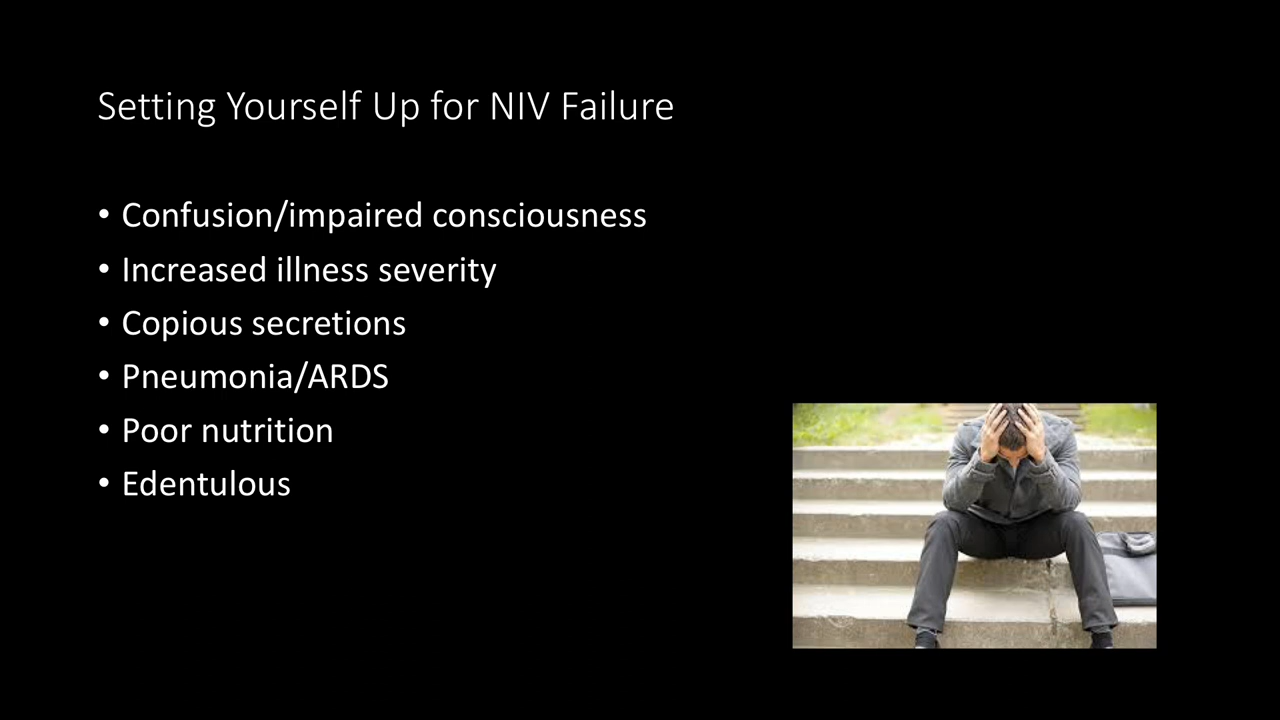 Setting Yourself Up for NIV Failure
• Confusion/impaired consciousness
• Increased illness severity
• Copious secretions
• Pneumonia/ARDS
• Poor nutrition
• Edentulous